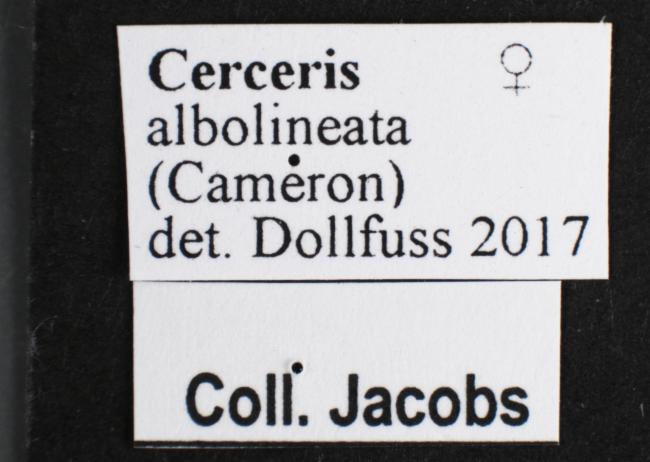 Cerceris ♀
albolineata
(Cameron)
det. Dollfuss 2017
Coll. Jacobs